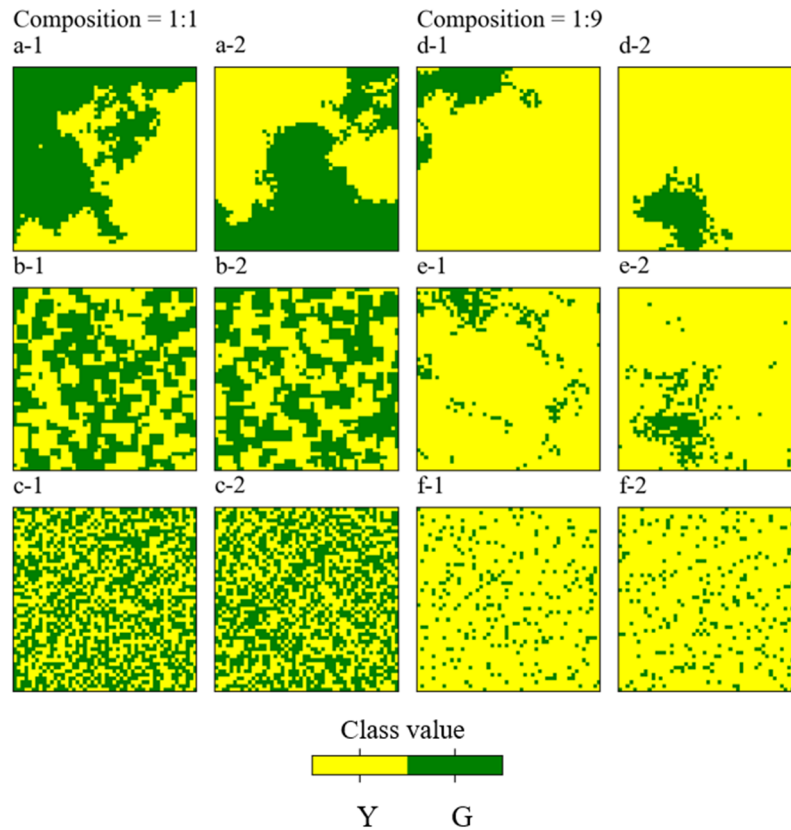 Composition = 1:1
Composition = 1:9
a-1
a-2
d-1
d-2
b-1
b-2
e-1
e-2
c-1
c-2
f-1
f-2
Class value
Y
G